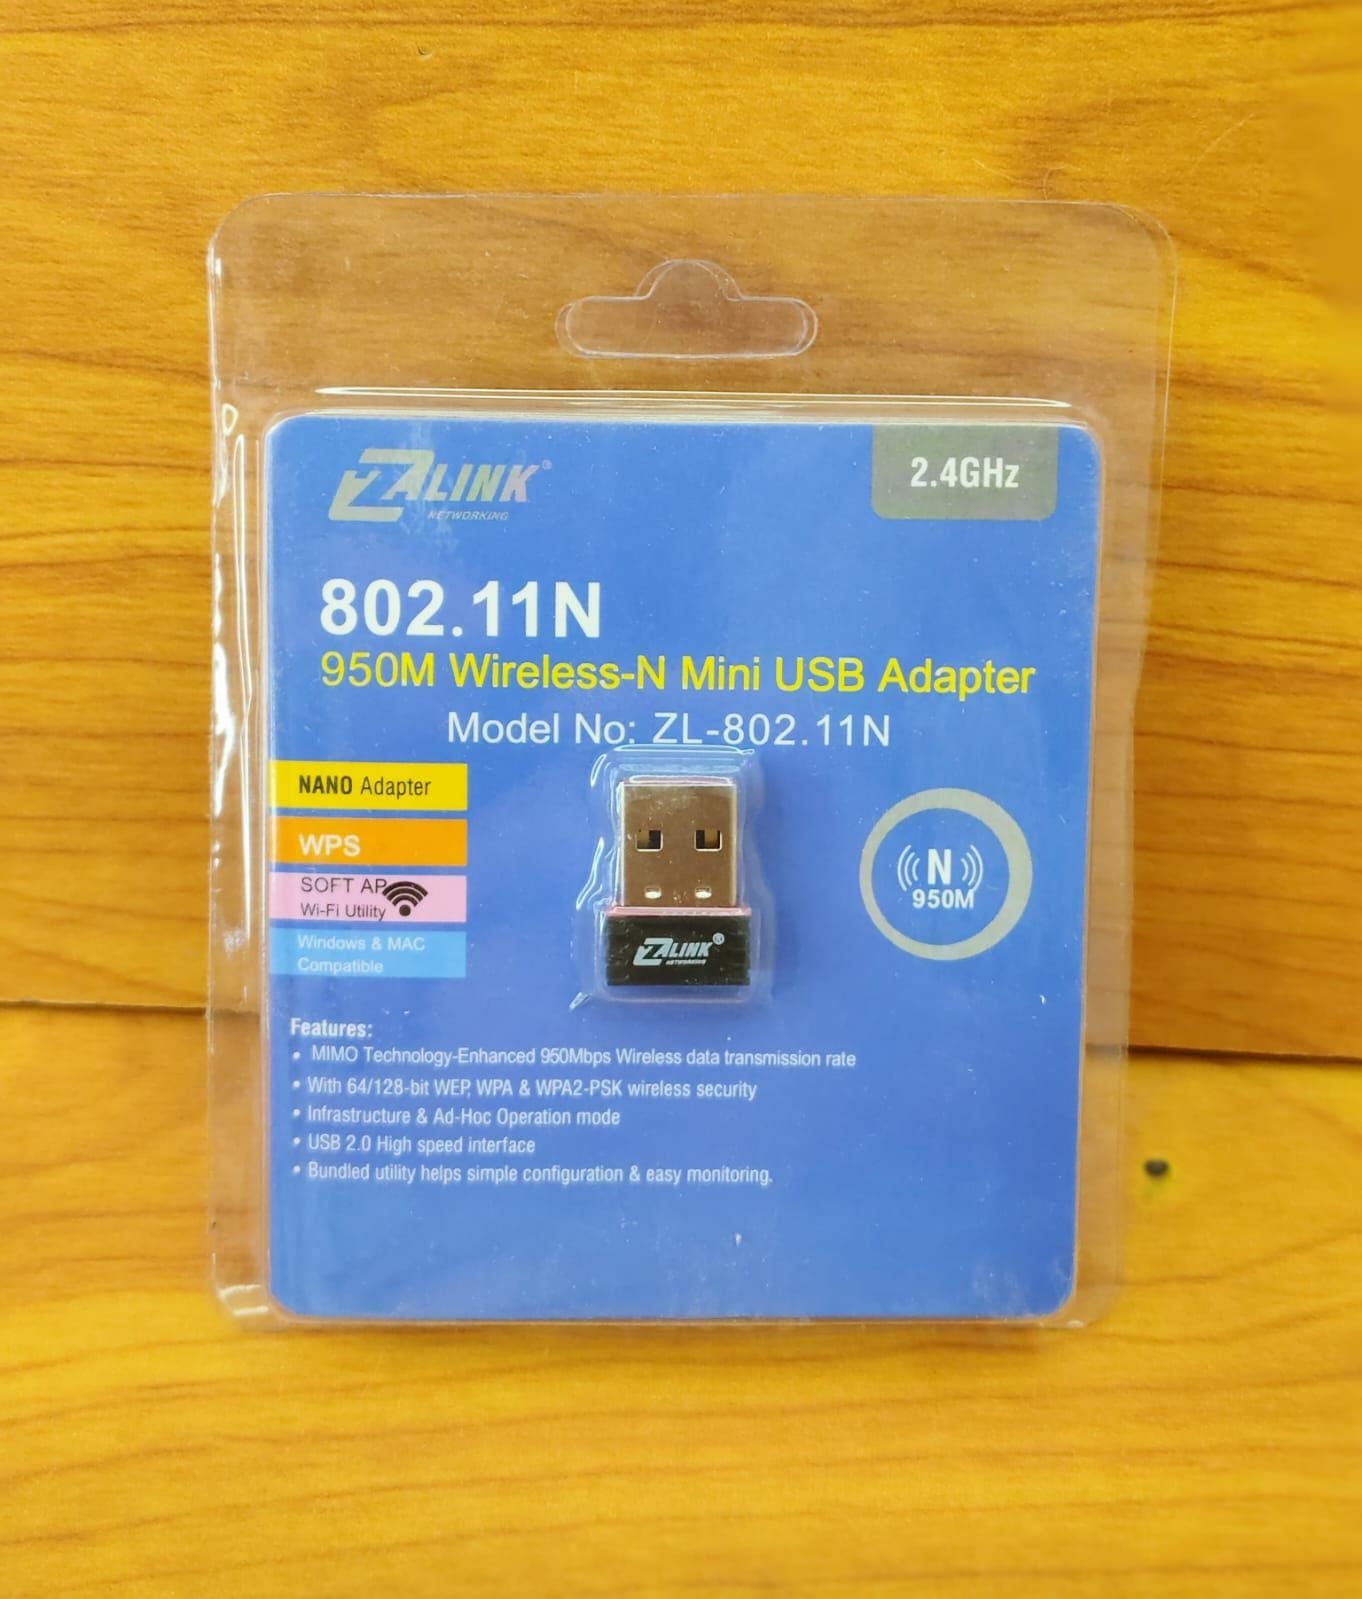 ZALINK®
NETWORKING
2.4GHz
802.11N
950M Wireless-N Mini USB Adapter
Model No: ZL-802.11N
NANO Adapter
WPS
SOFT AP
Wi-Fi Utility
Windows & MAC
Compatible
ZALINK®
NETWORKING
N
950M
Features:
• MIMO Technology-Enhanced 950Mbps Wireless data transmission rate
• With 64/128-bit WEP, WPA & WPA2-PSK wireless security
• Infrastructure & Ad-Hoc Operation mode
• USB 2.0 High speed interface
• Bundled utility helps simple configuration & easy monitoring.